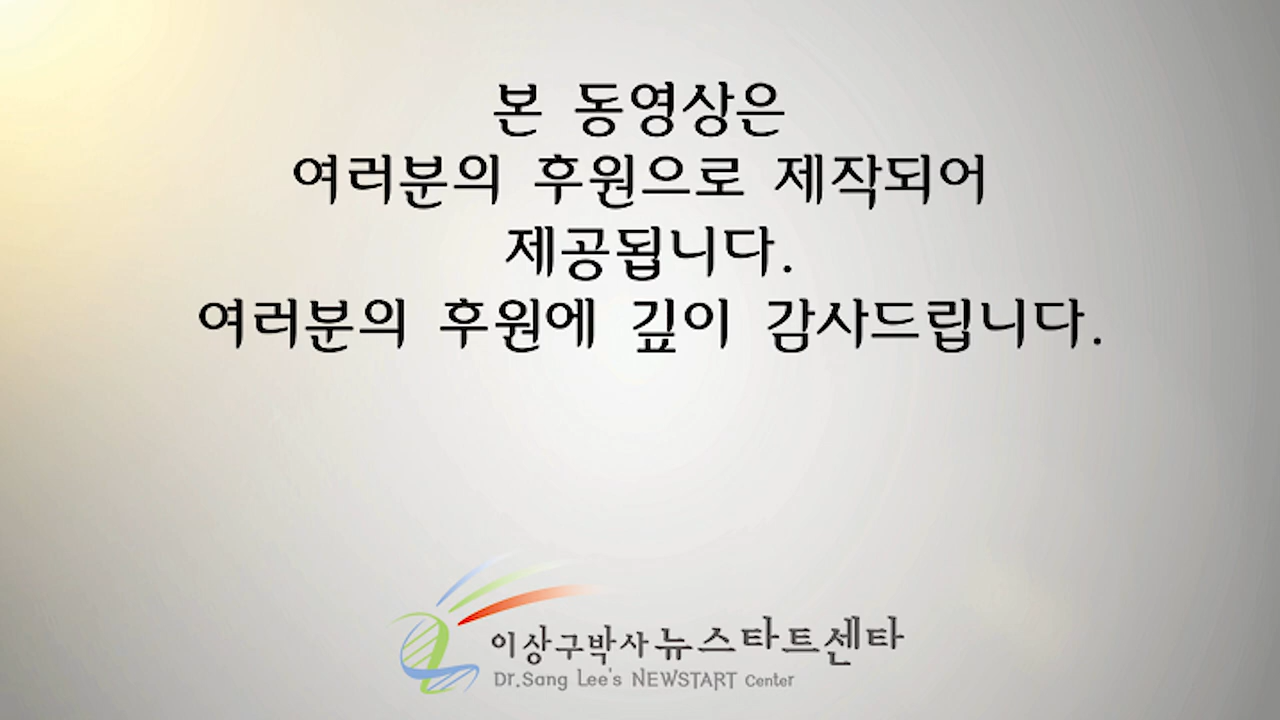 본 동영상은
여러분의 후원으로 제작되어
제공됩니다.
여러분의 후원에 깊이 감사드립니다.
이상구박사 뉴스타트센타
Dr.Sang Lee's NEWSTART Center